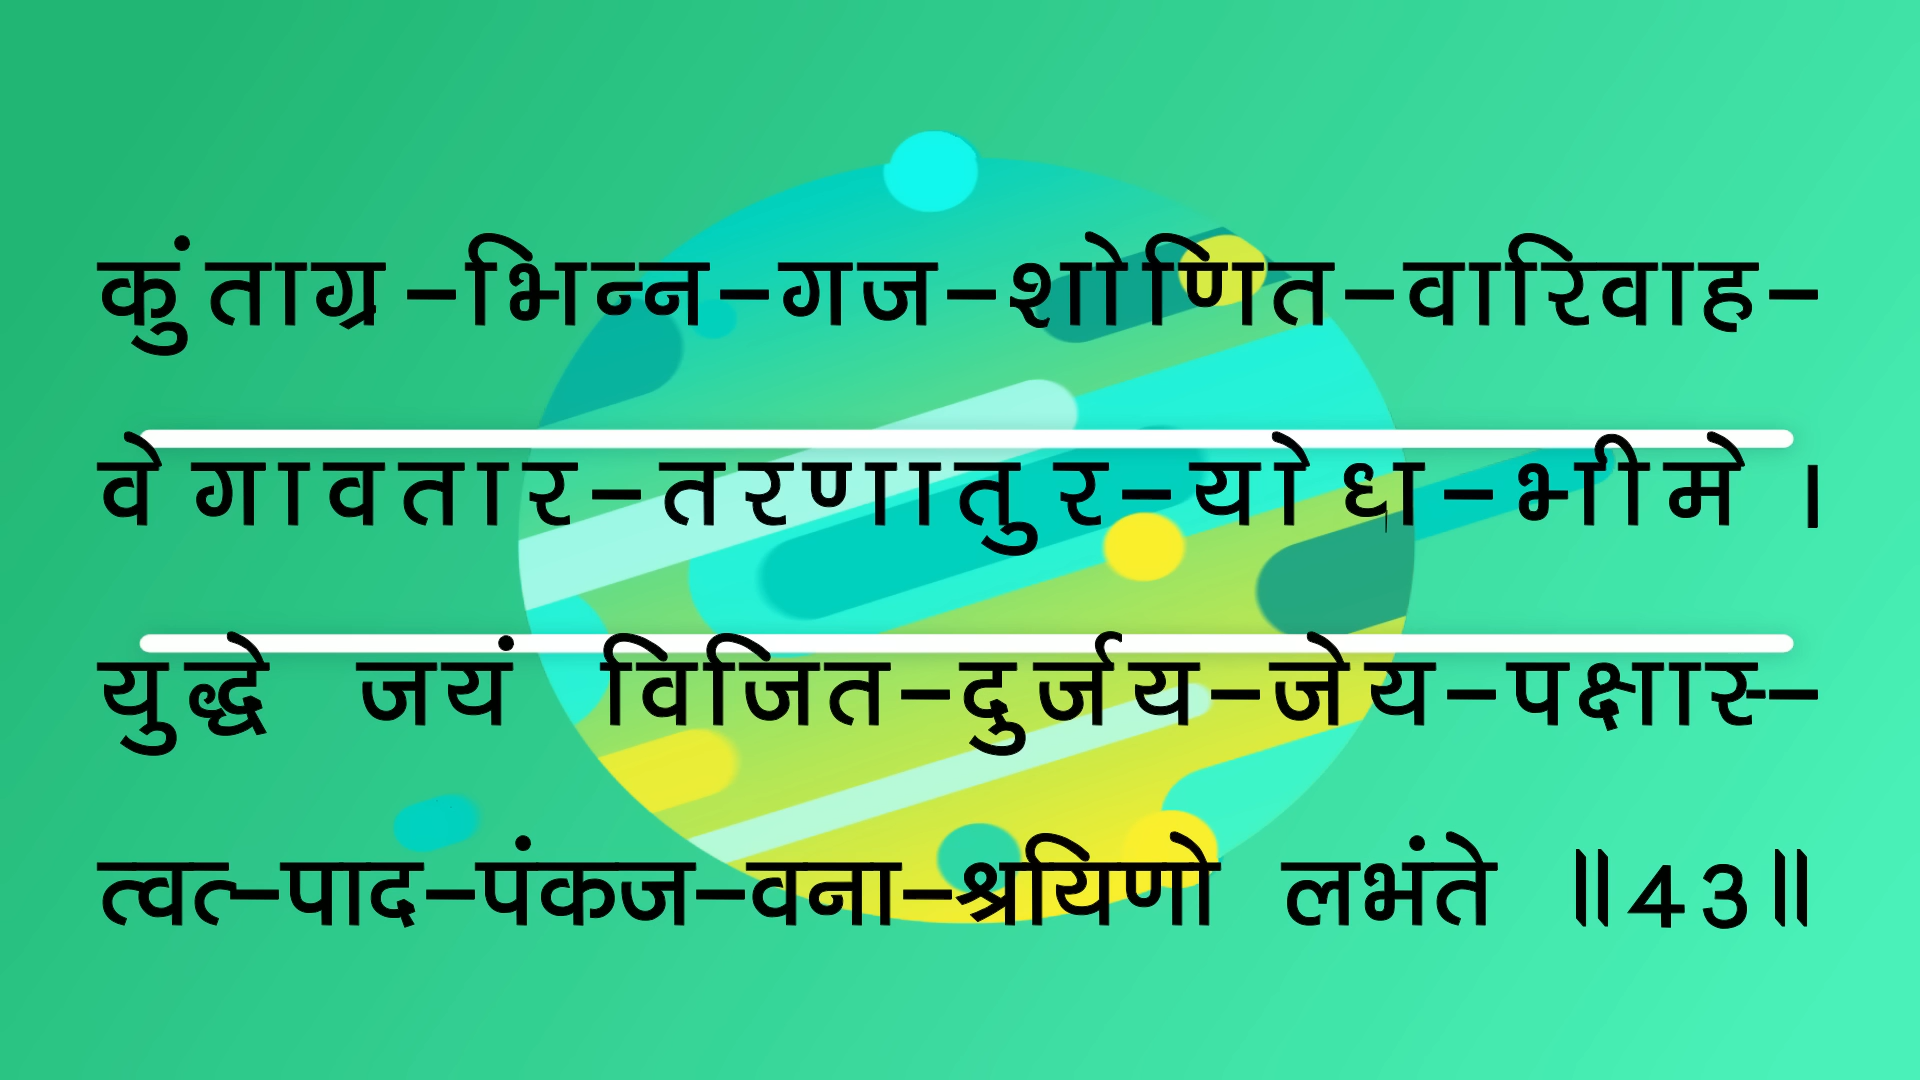 कुंताग्र-भिन्न-गज-शोणित-वारिवाह-
वेगावतार-तरणातुर-योध-भीमे ।
युद्धे जयं विजित-दुर्जय-जेय-पक्षास्-
त्वत्-पाद-पंकज-वना-श्रयिणो लभंते ॥43॥